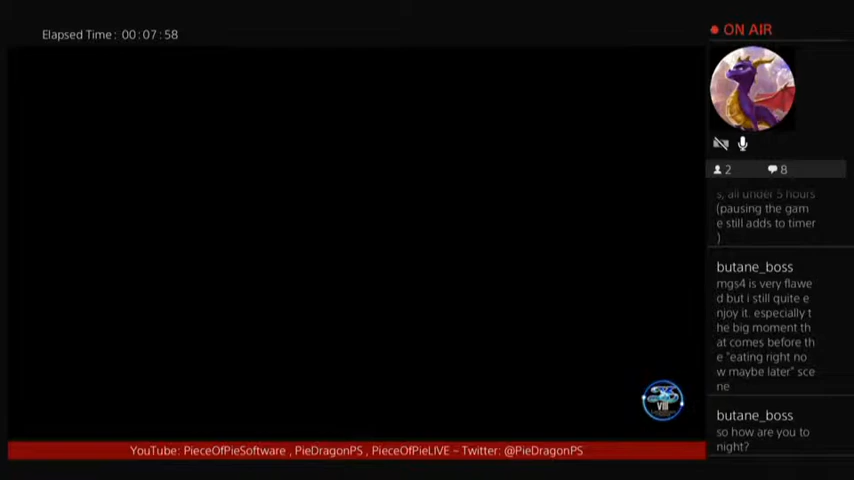 Elapsed Time : 00:07:58
ON AIR
2
8
s, all under 5 hours
(pausing the gam
e still adds to timer
)
butane_boss
mgs4 is very flawe
d but i still quite e
njoy it. especially t
he big moment th
at comes before th
e "eating right no
w maybe later" sce
ne
butane_boss
so how are you to
night?
VIII
YouTube: PieceOfPieSoftware , PieDragonPS , PieceOfPieLIVE ~ Twitter: @PieDragonPS